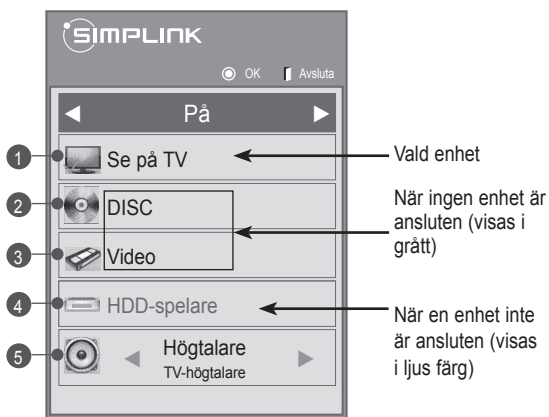 SIMPLINK
OK Avsluta
På
1 Se på TV
Vald enhet
2 DISC
När ingen enhet är
ansluten (visas i
grått)
3 Video
4 HDD-spelare
När en enhet inte
är ansluten (visas
i ljus färg)
5 Högtalare
TV-högtalare